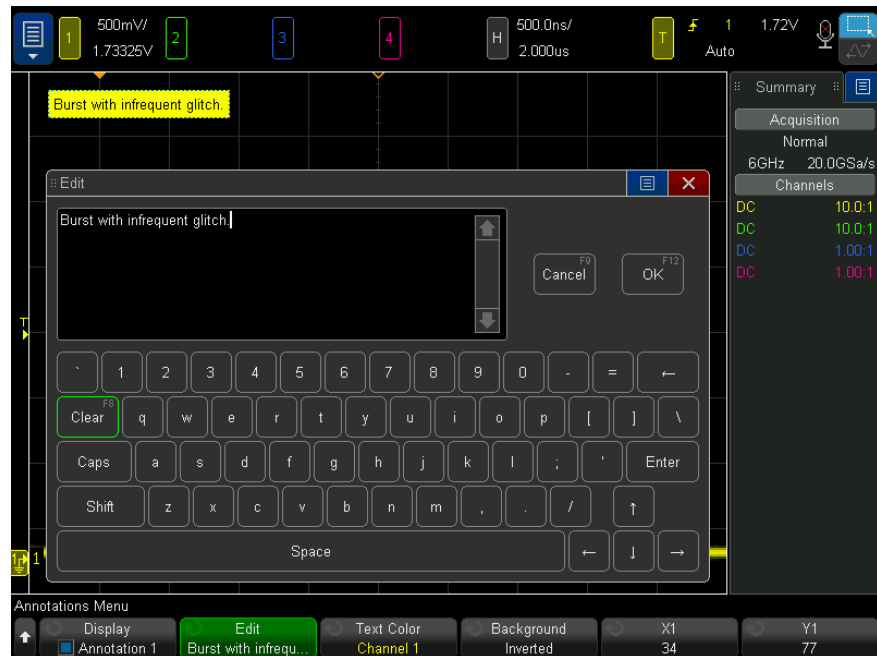 1 500mV/ 2 3 4 H 500.0ns/ T 1 1.72V
1.73325V 2.000us Auto
Burst with infrequent glitch.
Summary
Acquisition
Normal
6GHz 20.0GSa/s
Channels
DC 10.0:1
DC 10.0:1
DC 1.00:1
DC 1.00:1
Edit
Burst with infrequent glitch.
F9 F12
Cancel OK
T
` 1 2 3 4 5 6 7 8 9 0 - = ←
F8
Clear q w e r t y u i o p [ ] \
Caps a s d f g h j k l ; ' Enter
Shift z x c v b n m , . / ↑
1 Space ← ↓ →
Annotations Menu
Display Edit Text Color Background X1 Y1
Annotation 1 Burst with infrequ... Channel 1 Inverted 34 77